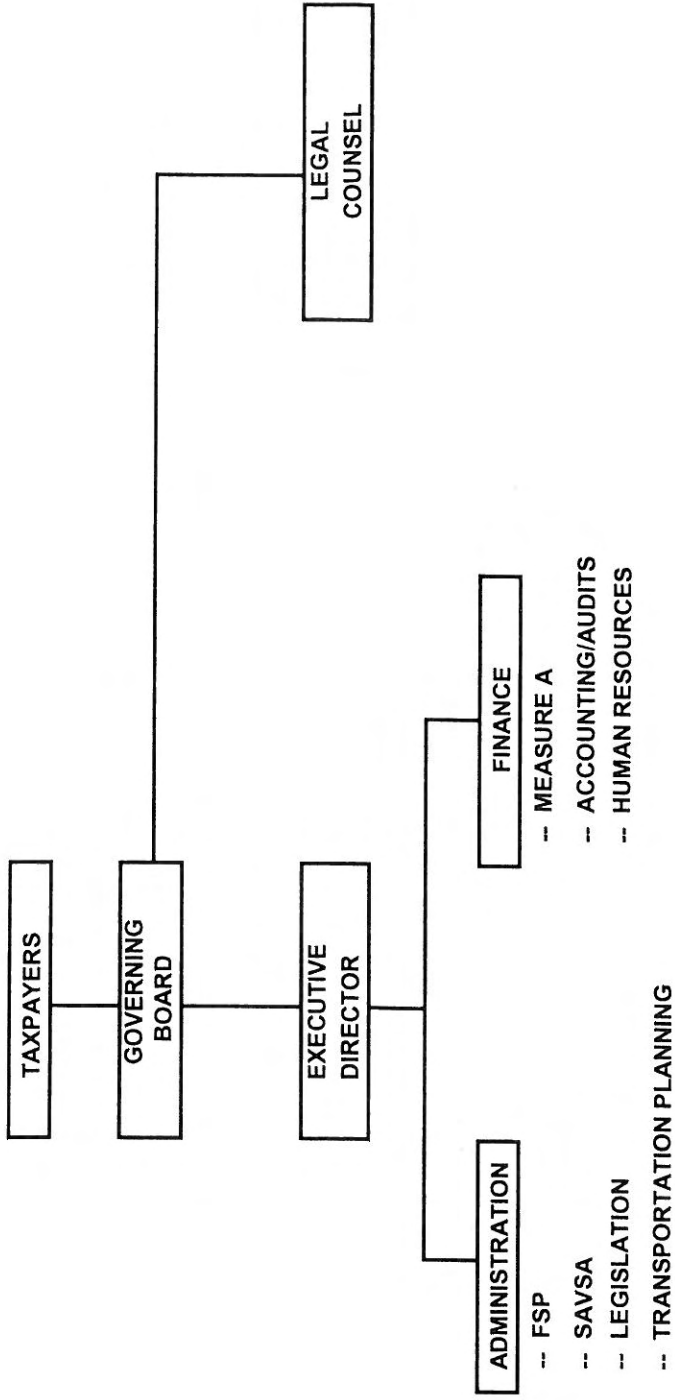 TAXPAYERS
GOVERNING
BOARD
LEGAL
COUNSEL
EXECUTIVE
DIRECTOR
ADMINISTRATION
-- FSP
-- SAVSA
-- LEGISLATION
-- TRANSPORTATION PLANNING
FINANCE
-- MEASURE A
-- ACCOUNTING/AUDITS
-- HUMAN RESOURCES